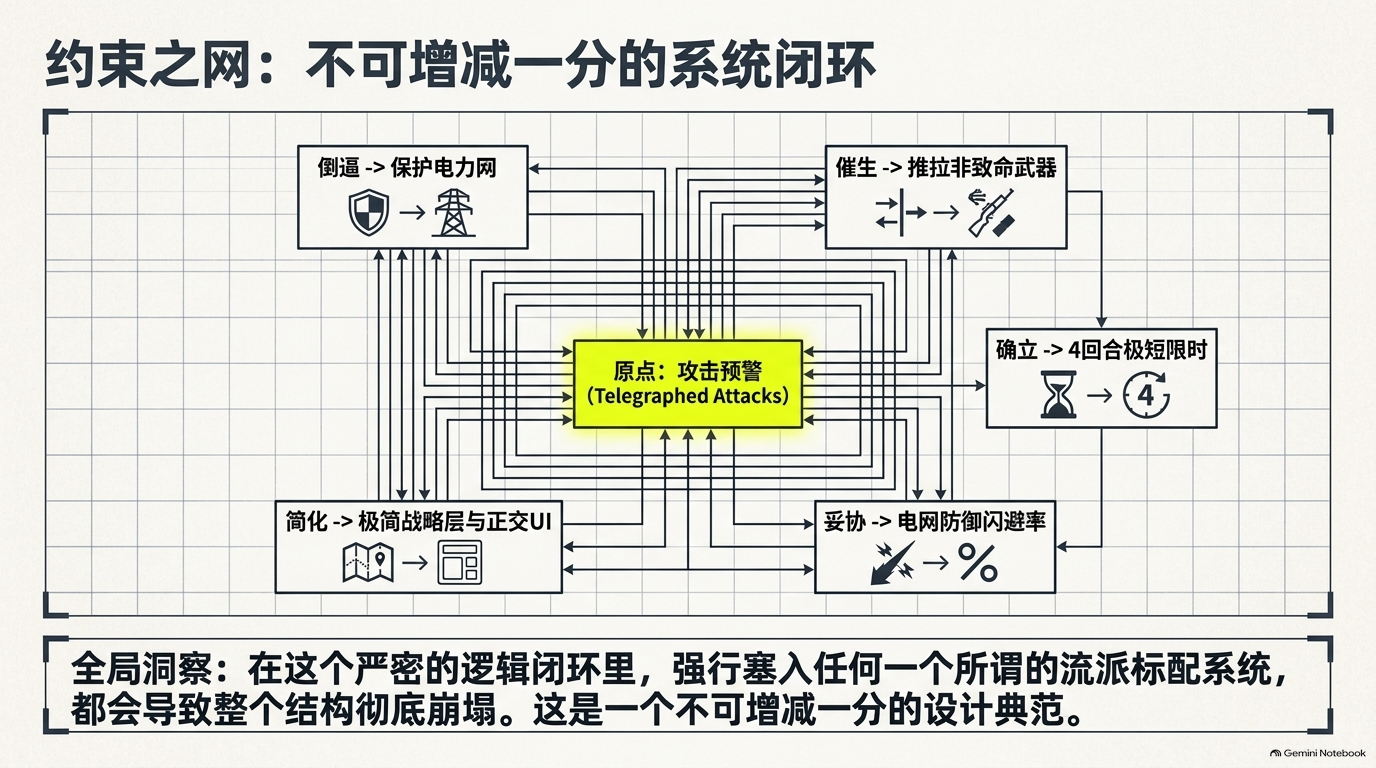 约束之网：不可增减一分的系统闭环
倒逼 -> 保护电力网
催生 -> 推拉非致命武器
原点：攻击预警
（Telegraphed Attacks）
确立 -> 4回合极短限时
4
简化 -> 极简战略层与正交UI
妥协 -> 电网防御闪避率
%
全局洞察：在这个严密的逻辑闭环里，强行塞入任何一个所谓的流派标配系统，
都会导致整个结构彻底崩塌。这是一个不可增减一分的设计典范。
Gemini Notebook